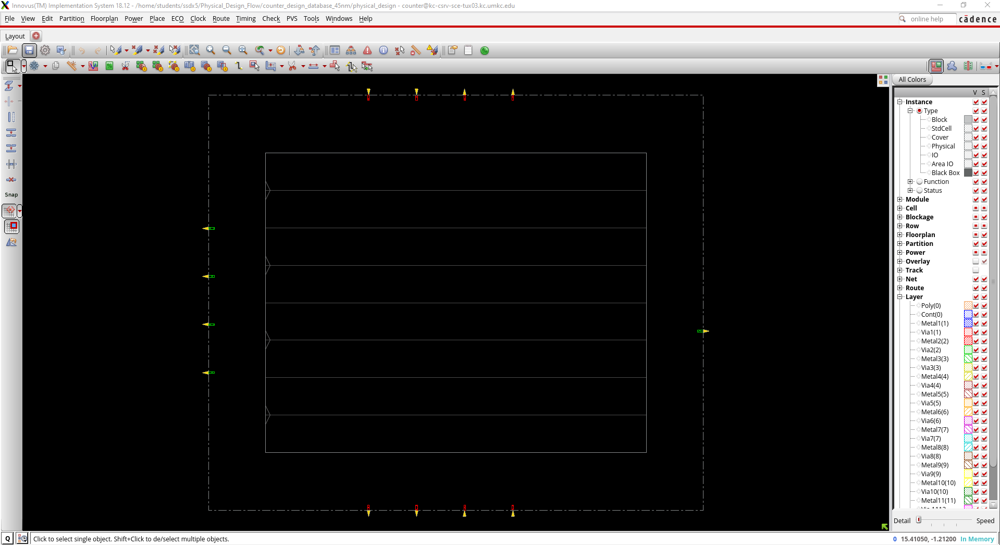 Innovus(TM) Implementation System 18.12 - /home/students/ssdx5/Physical_Design_Flow/counter_design_database_45nm/physical_design - counter@kc-csrv-sce-tux03.kc.umkc.edu
File View Edit Partition Floorplan Power Place ECO Clock Route Timing Check PVS Tools Windows Help
online help
cādence
Layout
All Colors
V S
Instance
Type
Block
StdCell
Cover
Physical
IO
Area IO
Black Box
Function
Status
Module
Cell
Blockage
Row
Floorplan
Partition
Power
Overlay
Track
Net
Route
Layer
Poly(0)
Cont(0)
Metal1(1)
Via1(1)
Metal2(2)
Via2(2)
Metal3(3)
Via3(3)
Metal4(4)
Via4(4)
Metal5(5)
Via5(5)
Metal6(6)
Via6(6)
Metal7(7)
Via7(7)
Metal8(8)
Via8(8)
Metal9(9)
Via9(9)
Metal10(10)
Via10(10)
Metal11(11)
Snap
Detail Speed
Q
Click to select single object. Shift+Click to de/select multiple objects.
0 15.41050, -1.21200 In Memory